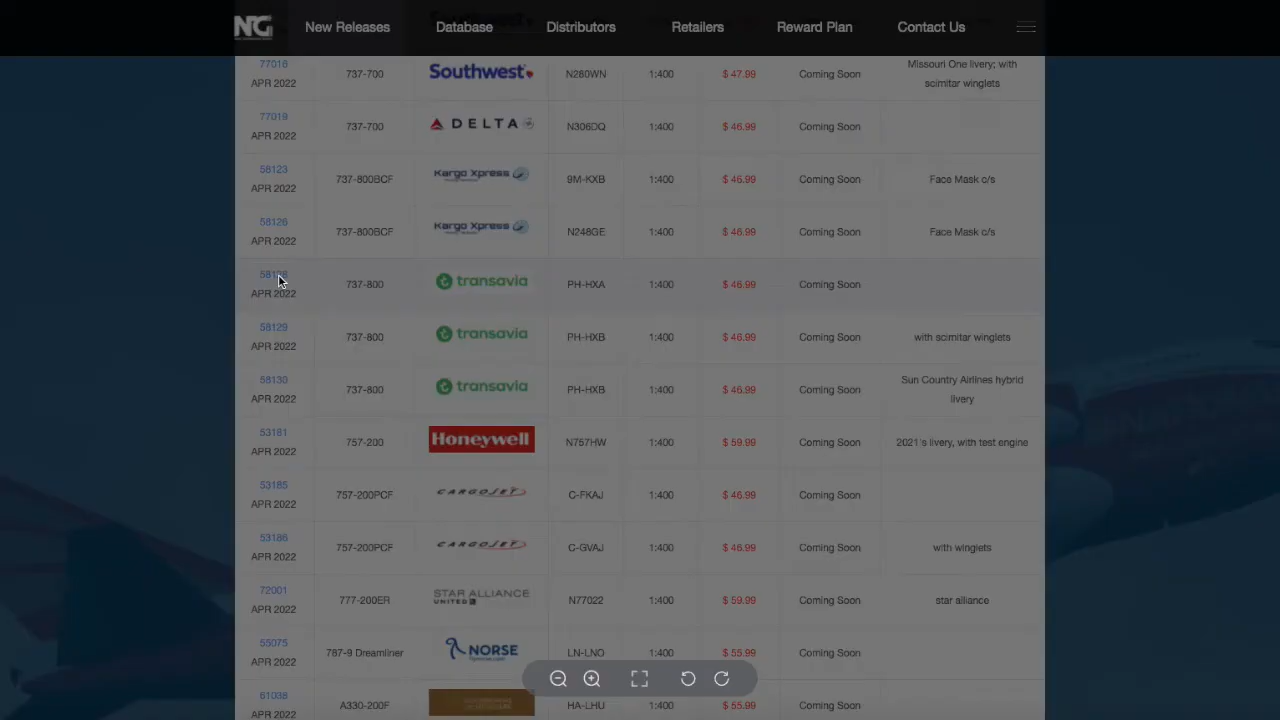 NG New Releases Database Distributors Retailers Reward Plan Contact Us
77016 737-700 Southwest N280WN 1:400 $ 47.99 Coming Soon Missouri One livery; with
APR 2022 scimitar winglets
77019 737-700 DELTA N306DQ 1:400 $ 46.99 Coming Soon
APR 2022
58123 737-800BCF Kargo Xpress 9M-KXB 1:400 $ 46.99 Coming Soon Face Mask c/s
APR 2022
58126 737-800BCF Kargo Xpress N248GE 1:400 $ 46.99 Coming Soon Face Mask c/s
APR 2022
58128 737-800 transavia PH-HXA 1:400 $ 46.99 Coming Soon
APR 2022
58129 737-800 transavia PH-HXB 1:400 $ 46.99 Coming Soon with scimitar winglets
APR 2022
58130 737-800 transavia PH-HXB 1:400 $ 46.99 Coming Soon Sun Country Airlines hybrid
APR 2022 livery
53181 757-200 Honeywell N757HW 1:400 $ 59.99 Coming Soon 2021's livery, with test engine
APR 2022
53185 757-200PCF CARGOJET C-FKAJ 1:400 $ 46.99 Coming Soon
APR 2022
53186 757-200PCF CARGOJET C-GVAJ 1:400 $ 46.99 Coming Soon with winglets
APR 2022
72001 777-200ER STAR ALLIANCE UNITED N77022 1:400 $ 59.99 Coming Soon star alliance
APR 2022
55075 787-9 Dreamliner NORSE LN-LNO 1:400 $ 55.99 Coming Soon
APR 2022
61038 A330-200F HA-LHU 1:400 $ 55.99 Coming Soon
APR 2022